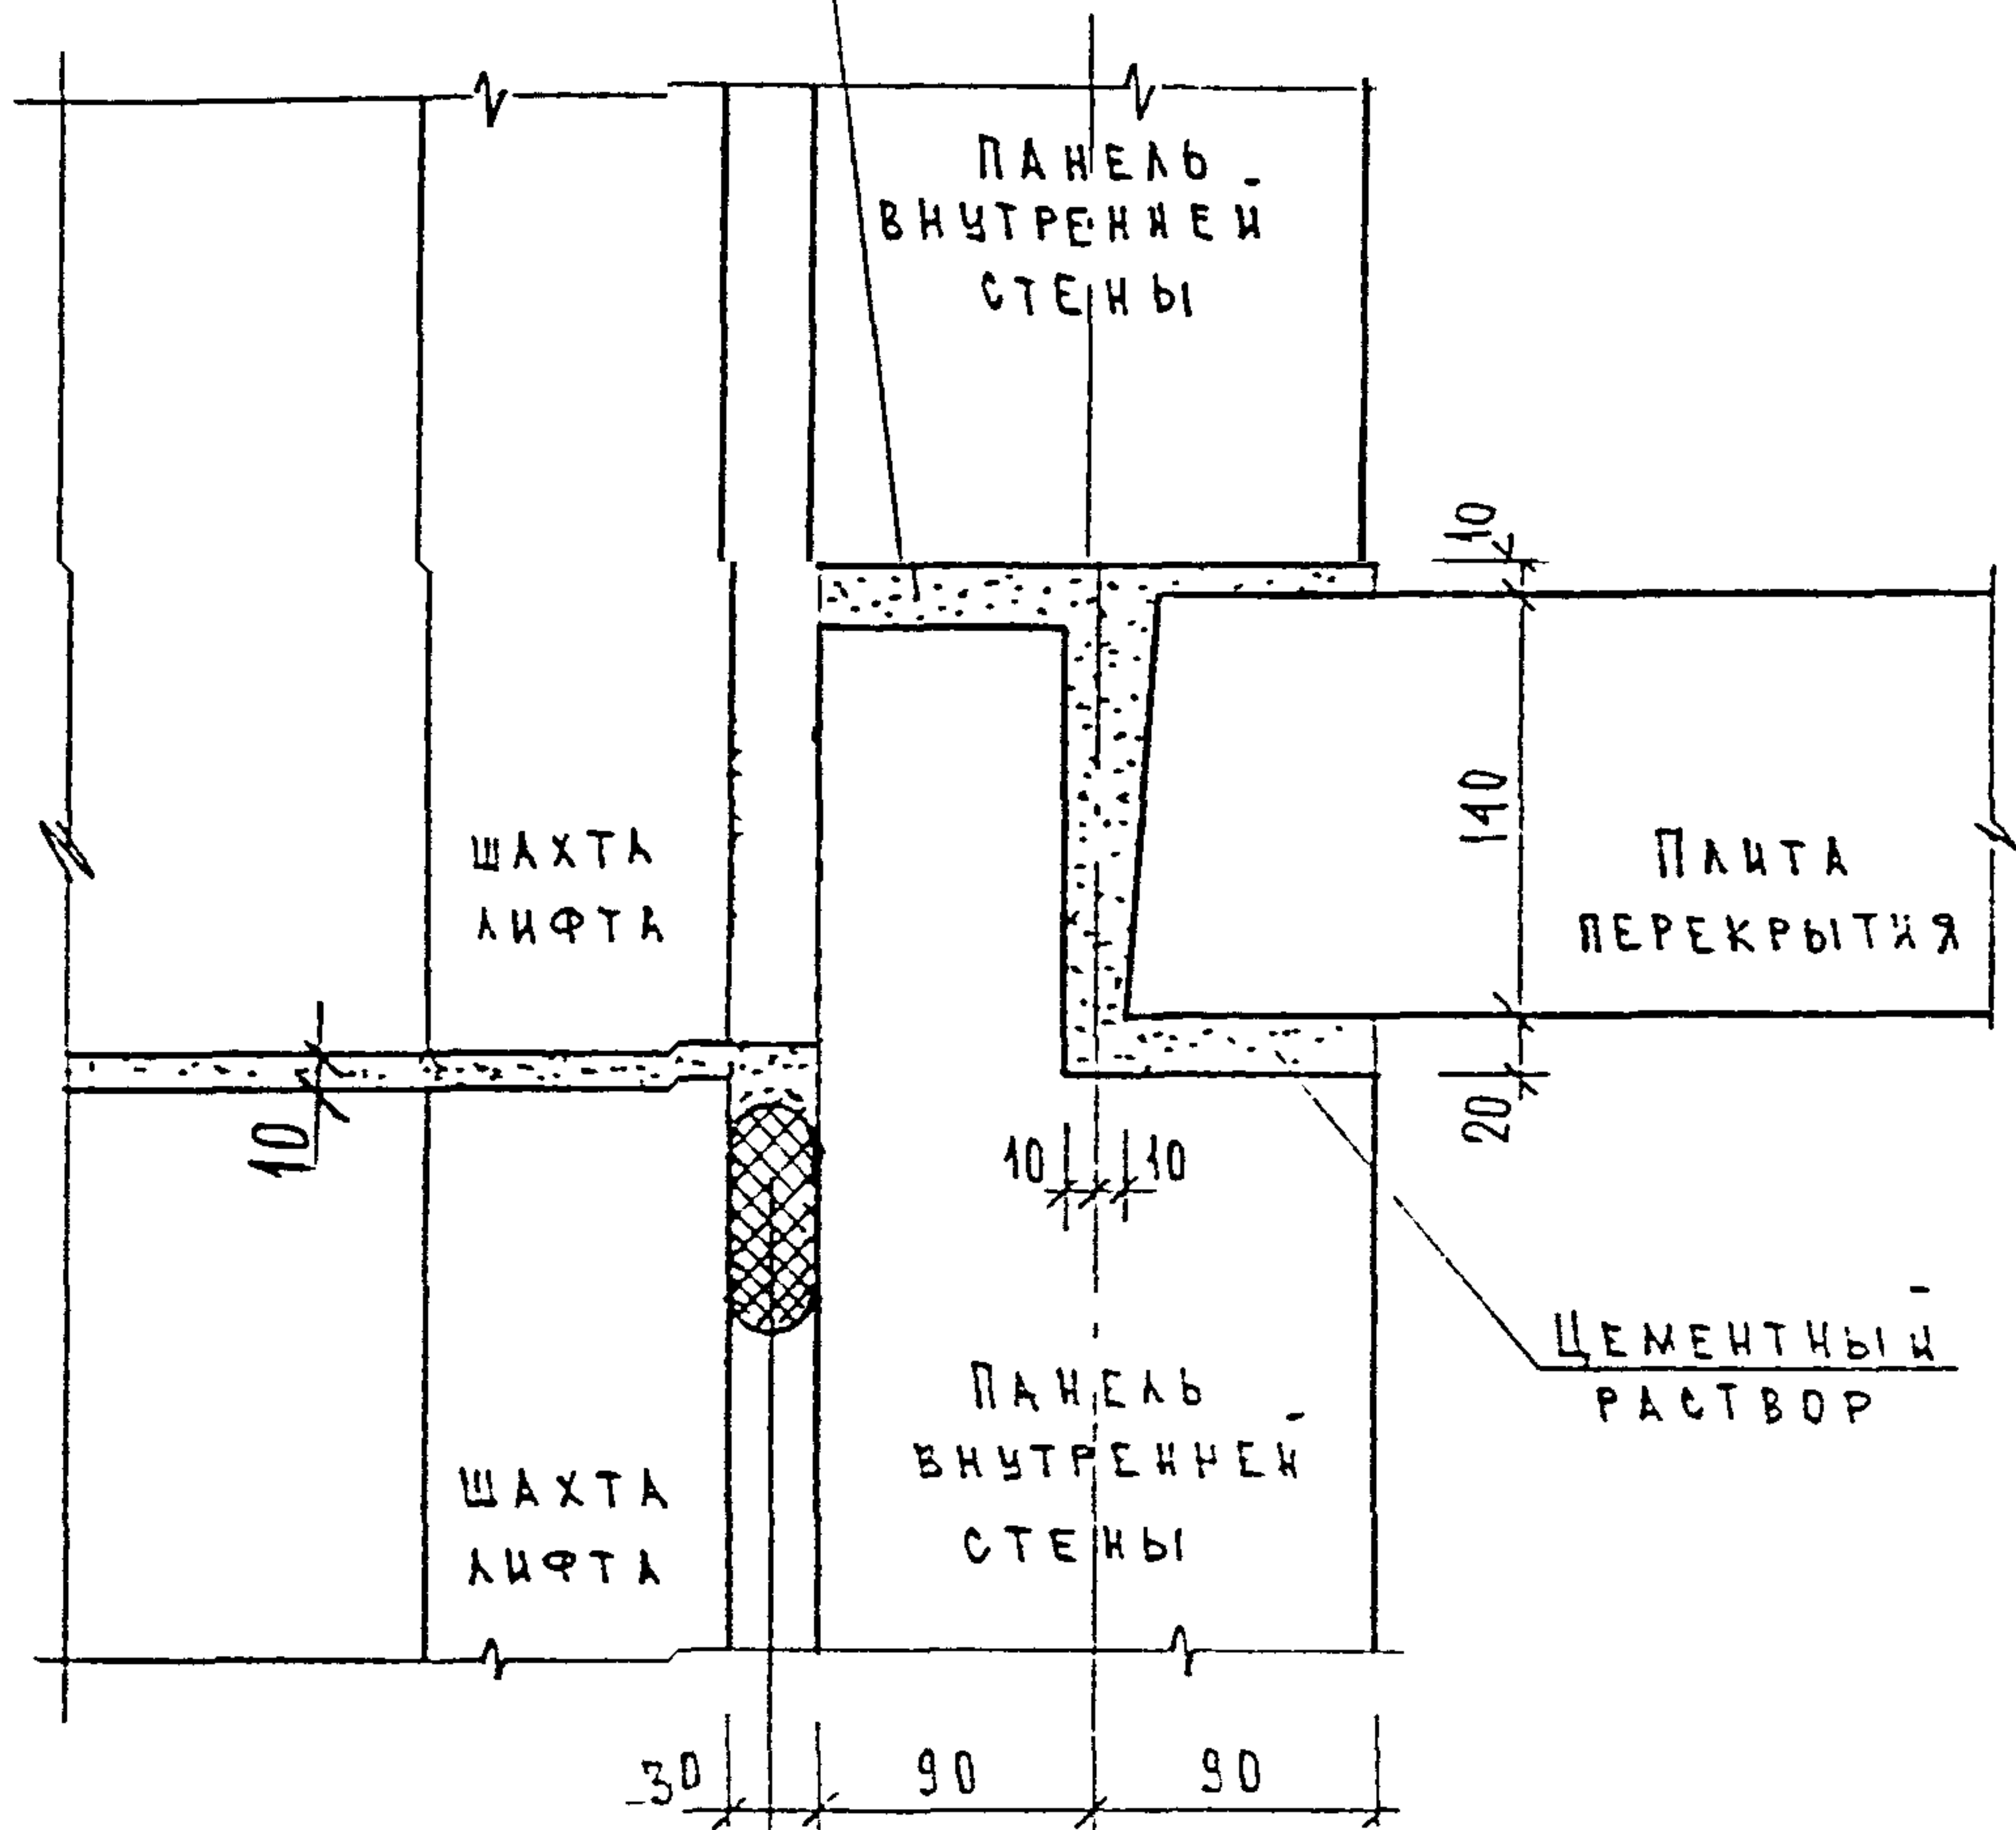 ПАНЕЛЬ
ВНУТРЕННЕЙ
СТЕНЫ
10
140
ШАХТА
ЛИФТА
ПЛИТА
ПЕРЕКРЫТИЯ
10
20
10 10
ЦЕМЕНТНЫЙ
РАСТВОР
ПАНЕЛЬ
ВНУТРЕННЕЙ
СТЕНЫ
ШАХТА
ЛИФТА
30 90 90